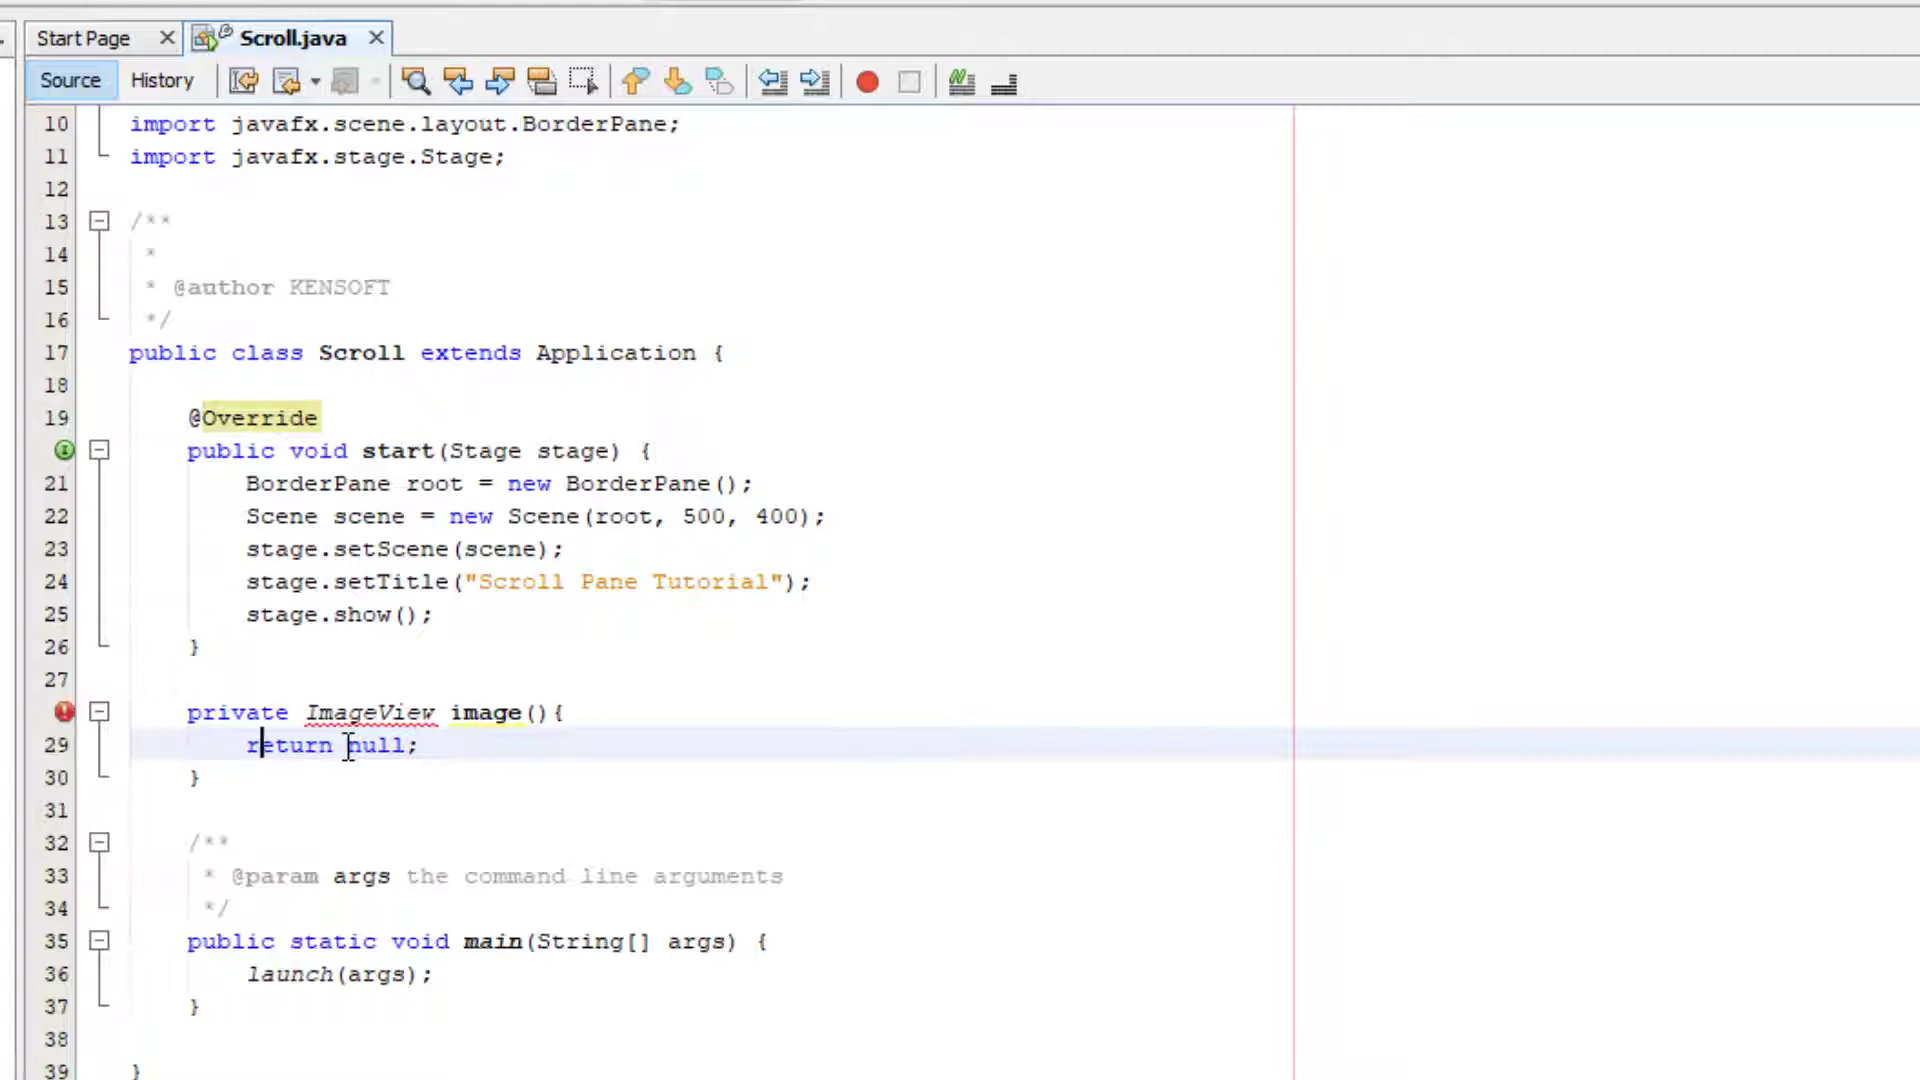 Start Page
Scroll.java
Source History
10 import javafx.scene.layout.BorderPane;
11 import javafx.stage.Stage;
12
13 /**
14 *
15 * @author KENSOFT
16 */
17 public class Scroll extends Application {
18
19 @Override
public void start(Stage stage) {
21 BorderPane root = new BorderPane();
22 Scene scene = new Scene(root, 500, 400);
23 stage.setScene(scene);
24 stage.setTitle("Scroll Pane Tutorial");
25 stage.show();
26 }
27
private ImageView image(){
29 return null;
30 }
31
32 /**
33 * @param args the command line arguments
34 */
35 public static void main(String[] args) {
36 launch(args);
37 }
38
39 }